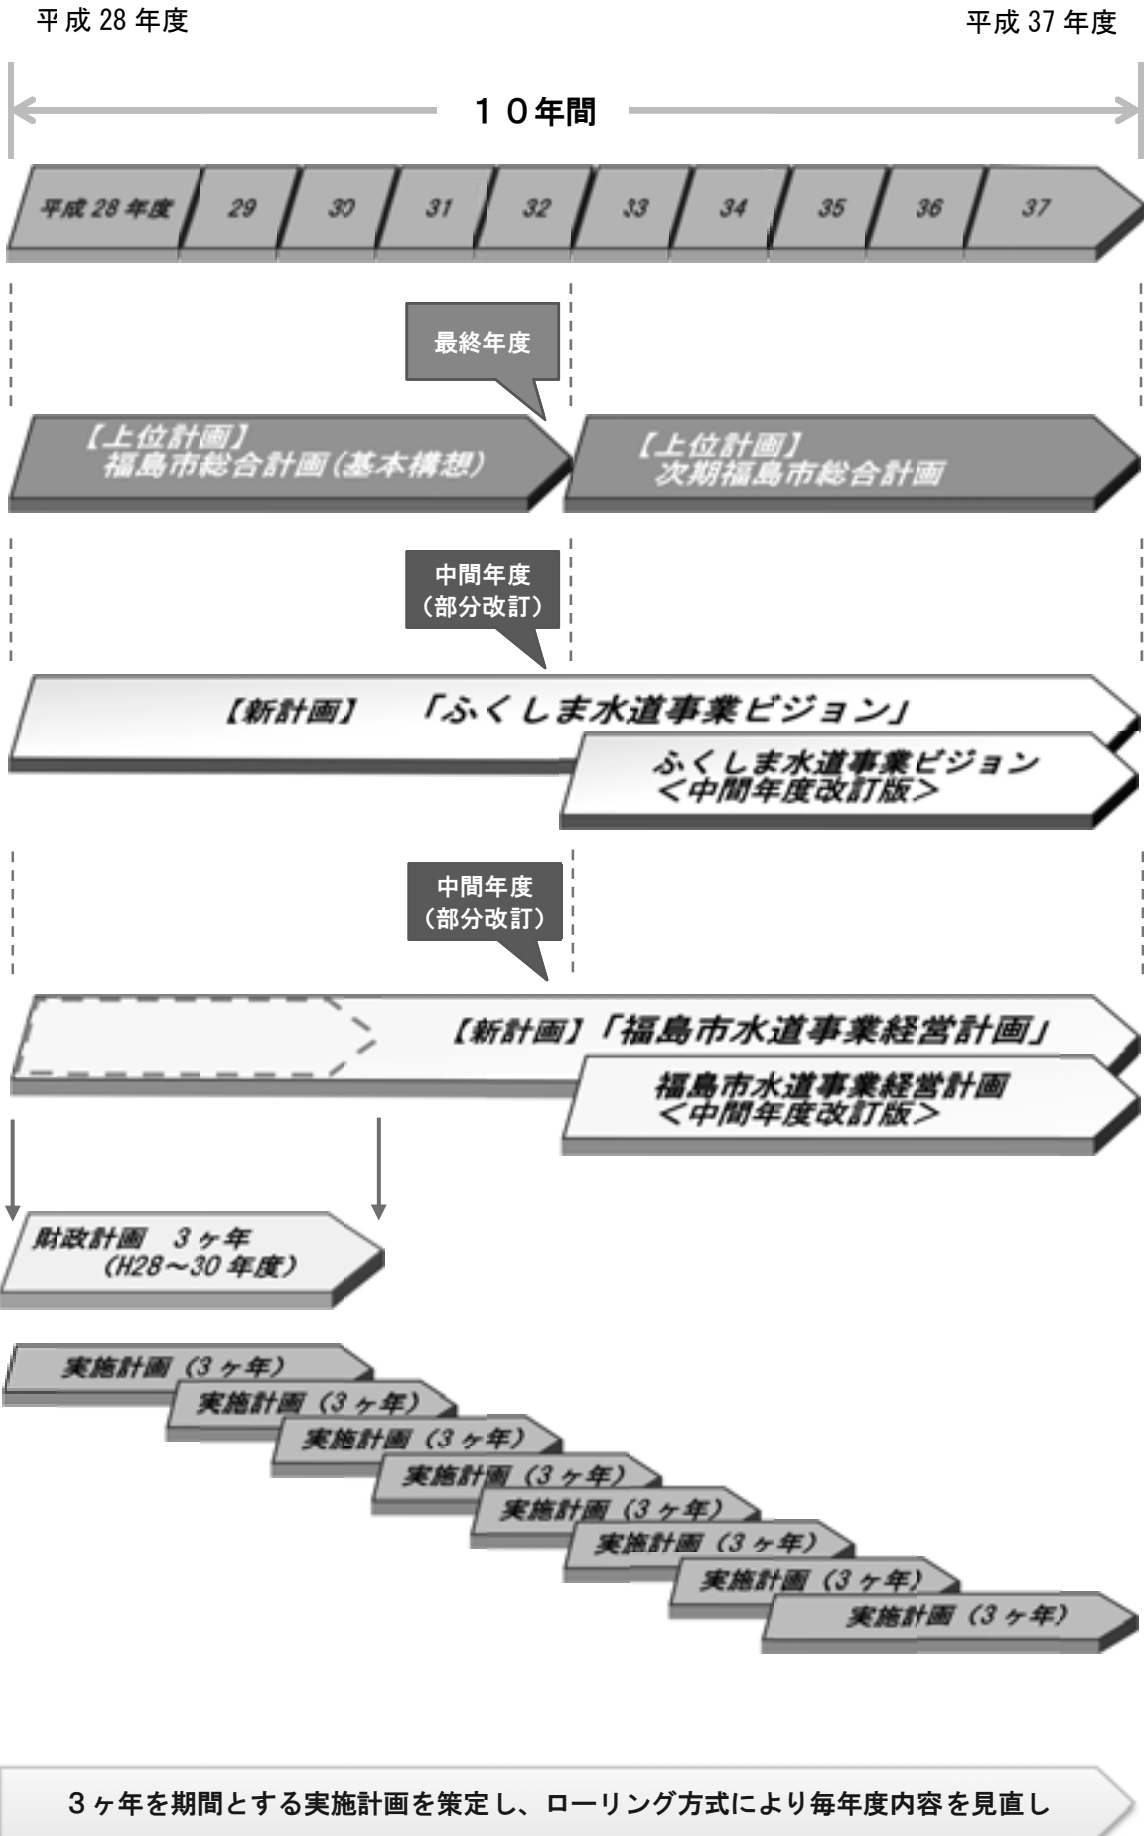 平成 28 年度
平成 37 年度
１０年間
平成 28 年度 29 30 31 32 33 34 35 36 37
最終年度
【上位計画】
福島市総合計画(基本構想)
【上位計画】
次期福島市総合計画
中間年度
（部分改訂）
【新計画】 「ふくしま水道事業ビジョン」
ふくしま水道事業ビジョン
＜中間年度改訂版＞
中間年度
（部分改訂）
【新計画】「福島市水道事業経営計画」
福島市水道事業経営計画
＜中間年度改訂版＞
財政計画 3ヶ年
(H28～30 年度)
実施計画 (3ヶ年)
実施計画 (3ヶ年)
実施計画 (3ヶ年)
実施計画 (3ヶ年)
実施計画 (3ヶ年)
実施計画 (3ヶ年)
実施計画 (3ヶ年)
実施計画 (3ヶ年)
３ヶ年を期間とする実施計画を策定し、ローリング方式により毎年度内容を見直し